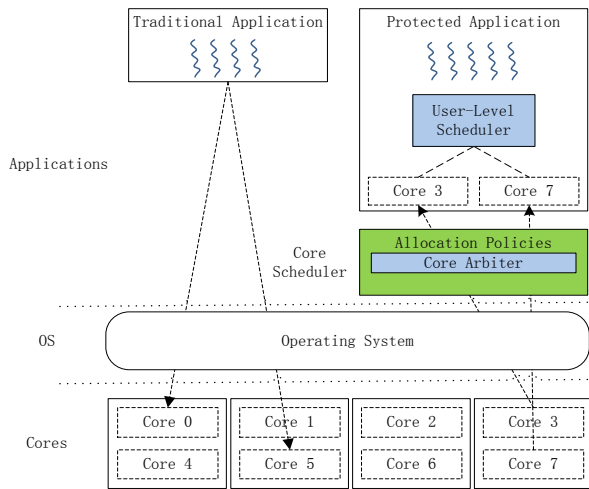 Traditional Application
Protected Application
User-Level
Scheduler
Applications
Core 3
Core 7
Core
Scheduler
Allocation Policies
Core Arbiter
OS
Operating System
Cores
Core 0
Core 1
Core 2
Core 3
Core 4
Core 5
Core 6
Core 7